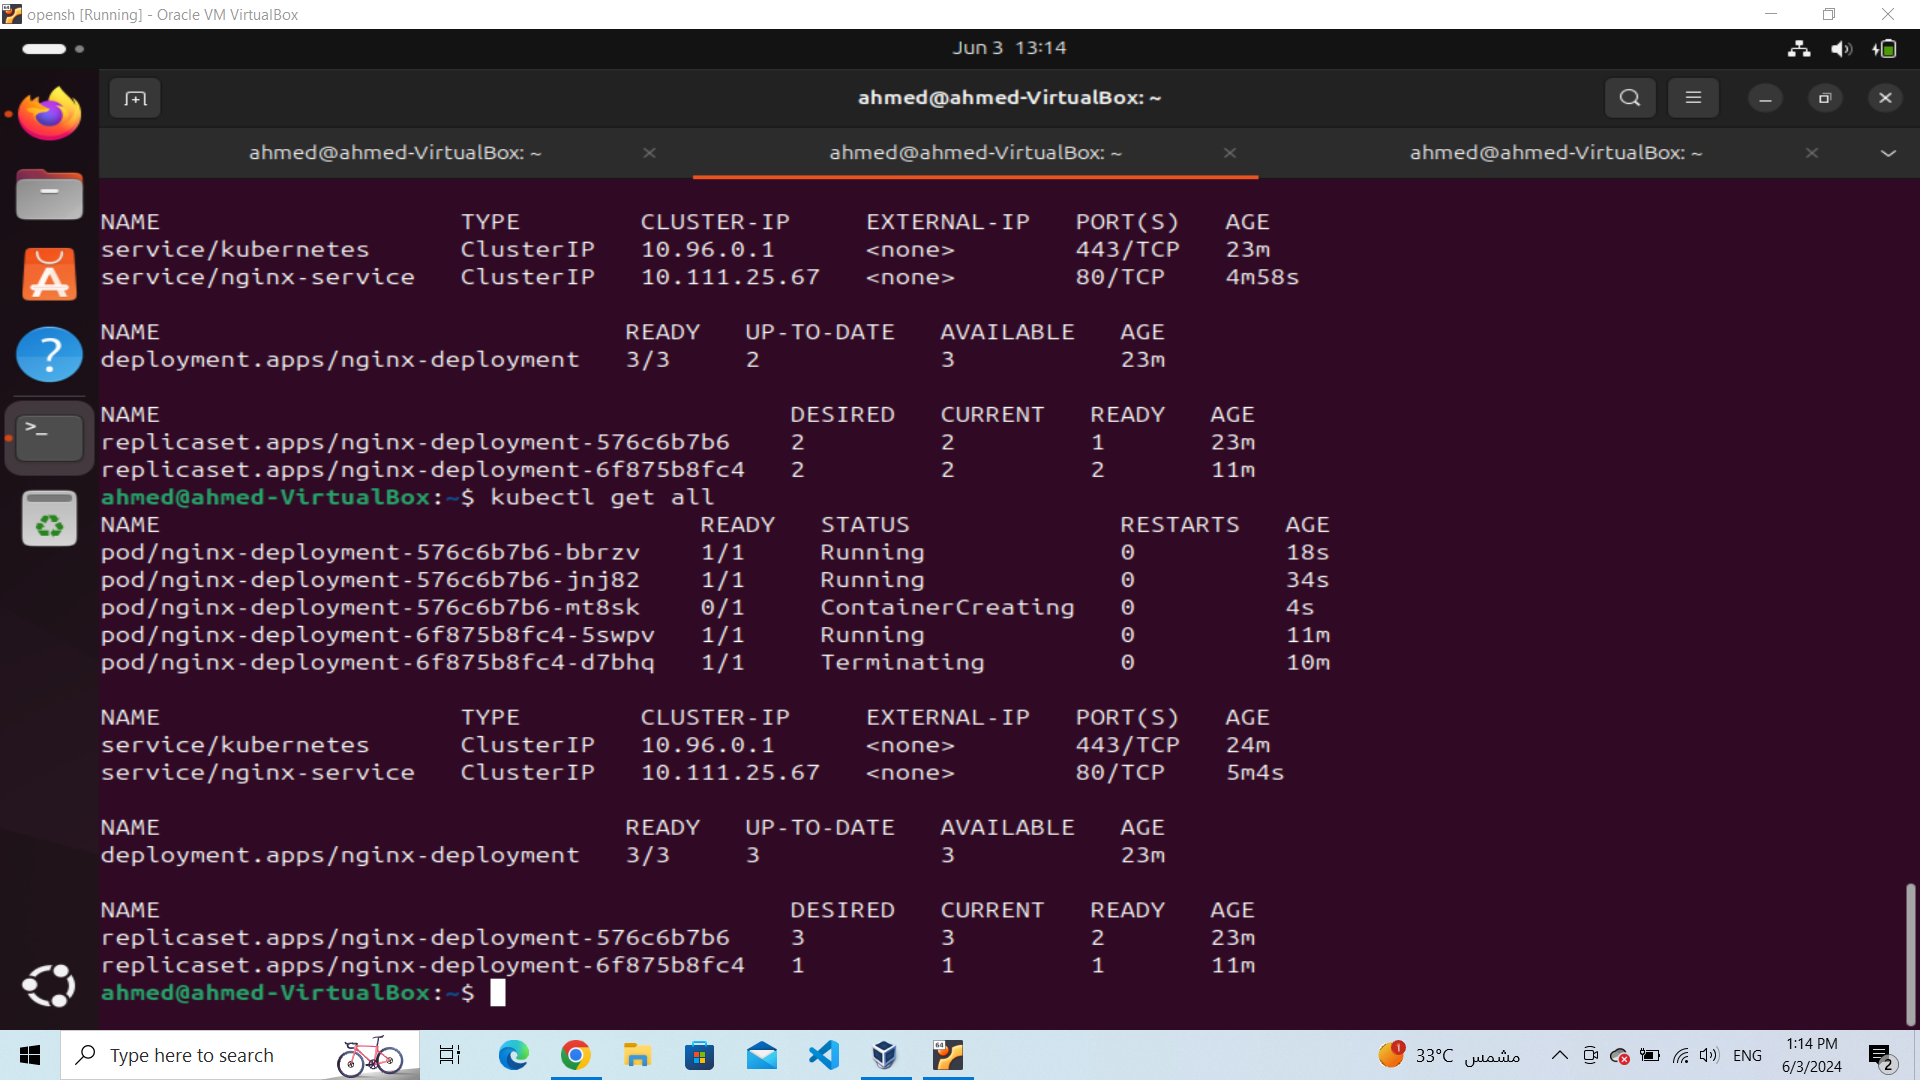 opensh [Running] - Oracle VM VirtualBox
Jun 3 13:14
ahmed@ahmed-VirtualBox: ~
ahmed@ahmed-VirtualBox: ~ ahmed@ahmed-VirtualBox: ~ ahmed@ahmed-VirtualBox: ~
NAME TYPE CLUSTER-IP EXTERNAL-IP PORT(S) AGE
service/kubernetes ClusterIP 10.96.0.1 <none> 443/TCP 23m
service/nginx-service ClusterIP 10.111.25.67 <none> 80/TCP 4m58s
NAME READY UP-TO-DATE AVAILABLE AGE
deployment.apps/nginx-deployment 3/3 2 3 23m
NAME DESIRED CURRENT READY AGE
replicaset.apps/nginx-deployment-576c6b7b6 2 2 1 23m
replicaset.apps/nginx-deployment-6f875b8fc4 2 2 2 11m
ahmed@ahmed-VirtualBox:~$ kubectl get all
NAME READY STATUS RESTARTS AGE
pod/nginx-deployment-576c6b7b6-bbrzv 1/1 Running 0 18s
pod/nginx-deployment-576c6b7b6-jnj82 1/1 Running 0 34s
pod/nginx-deployment-576c6b7b6-mt8sk 0/1 ContainerCreating 0 4s
pod/nginx-deployment-6f875b8fc4-5swpv 1/1 Running 0 11m
pod/nginx-deployment-6f875b8fc4-d7bhq 1/1 Terminating 0 10m
NAME TYPE CLUSTER-IP EXTERNAL-IP PORT(S) AGE
service/kubernetes ClusterIP 10.96.0.1 <none> 443/TCP 24m
service/nginx-service ClusterIP 10.111.25.67 <none> 80/TCP 5m4s
NAME READY UP-TO-DATE AVAILABLE AGE
deployment.apps/nginx-deployment 3/3 3 3 23m
NAME DESIRED CURRENT READY AGE
replicaset.apps/nginx-deployment-576c6b7b6 3 3 2 23m
replicaset.apps/nginx-deployment-6f875b8fc4 1 1 1 11m
ahmed@ahmed-VirtualBox:~$
Type here to search
1 33°C مشمس ENG
1:14 PM
6/3/2024
2